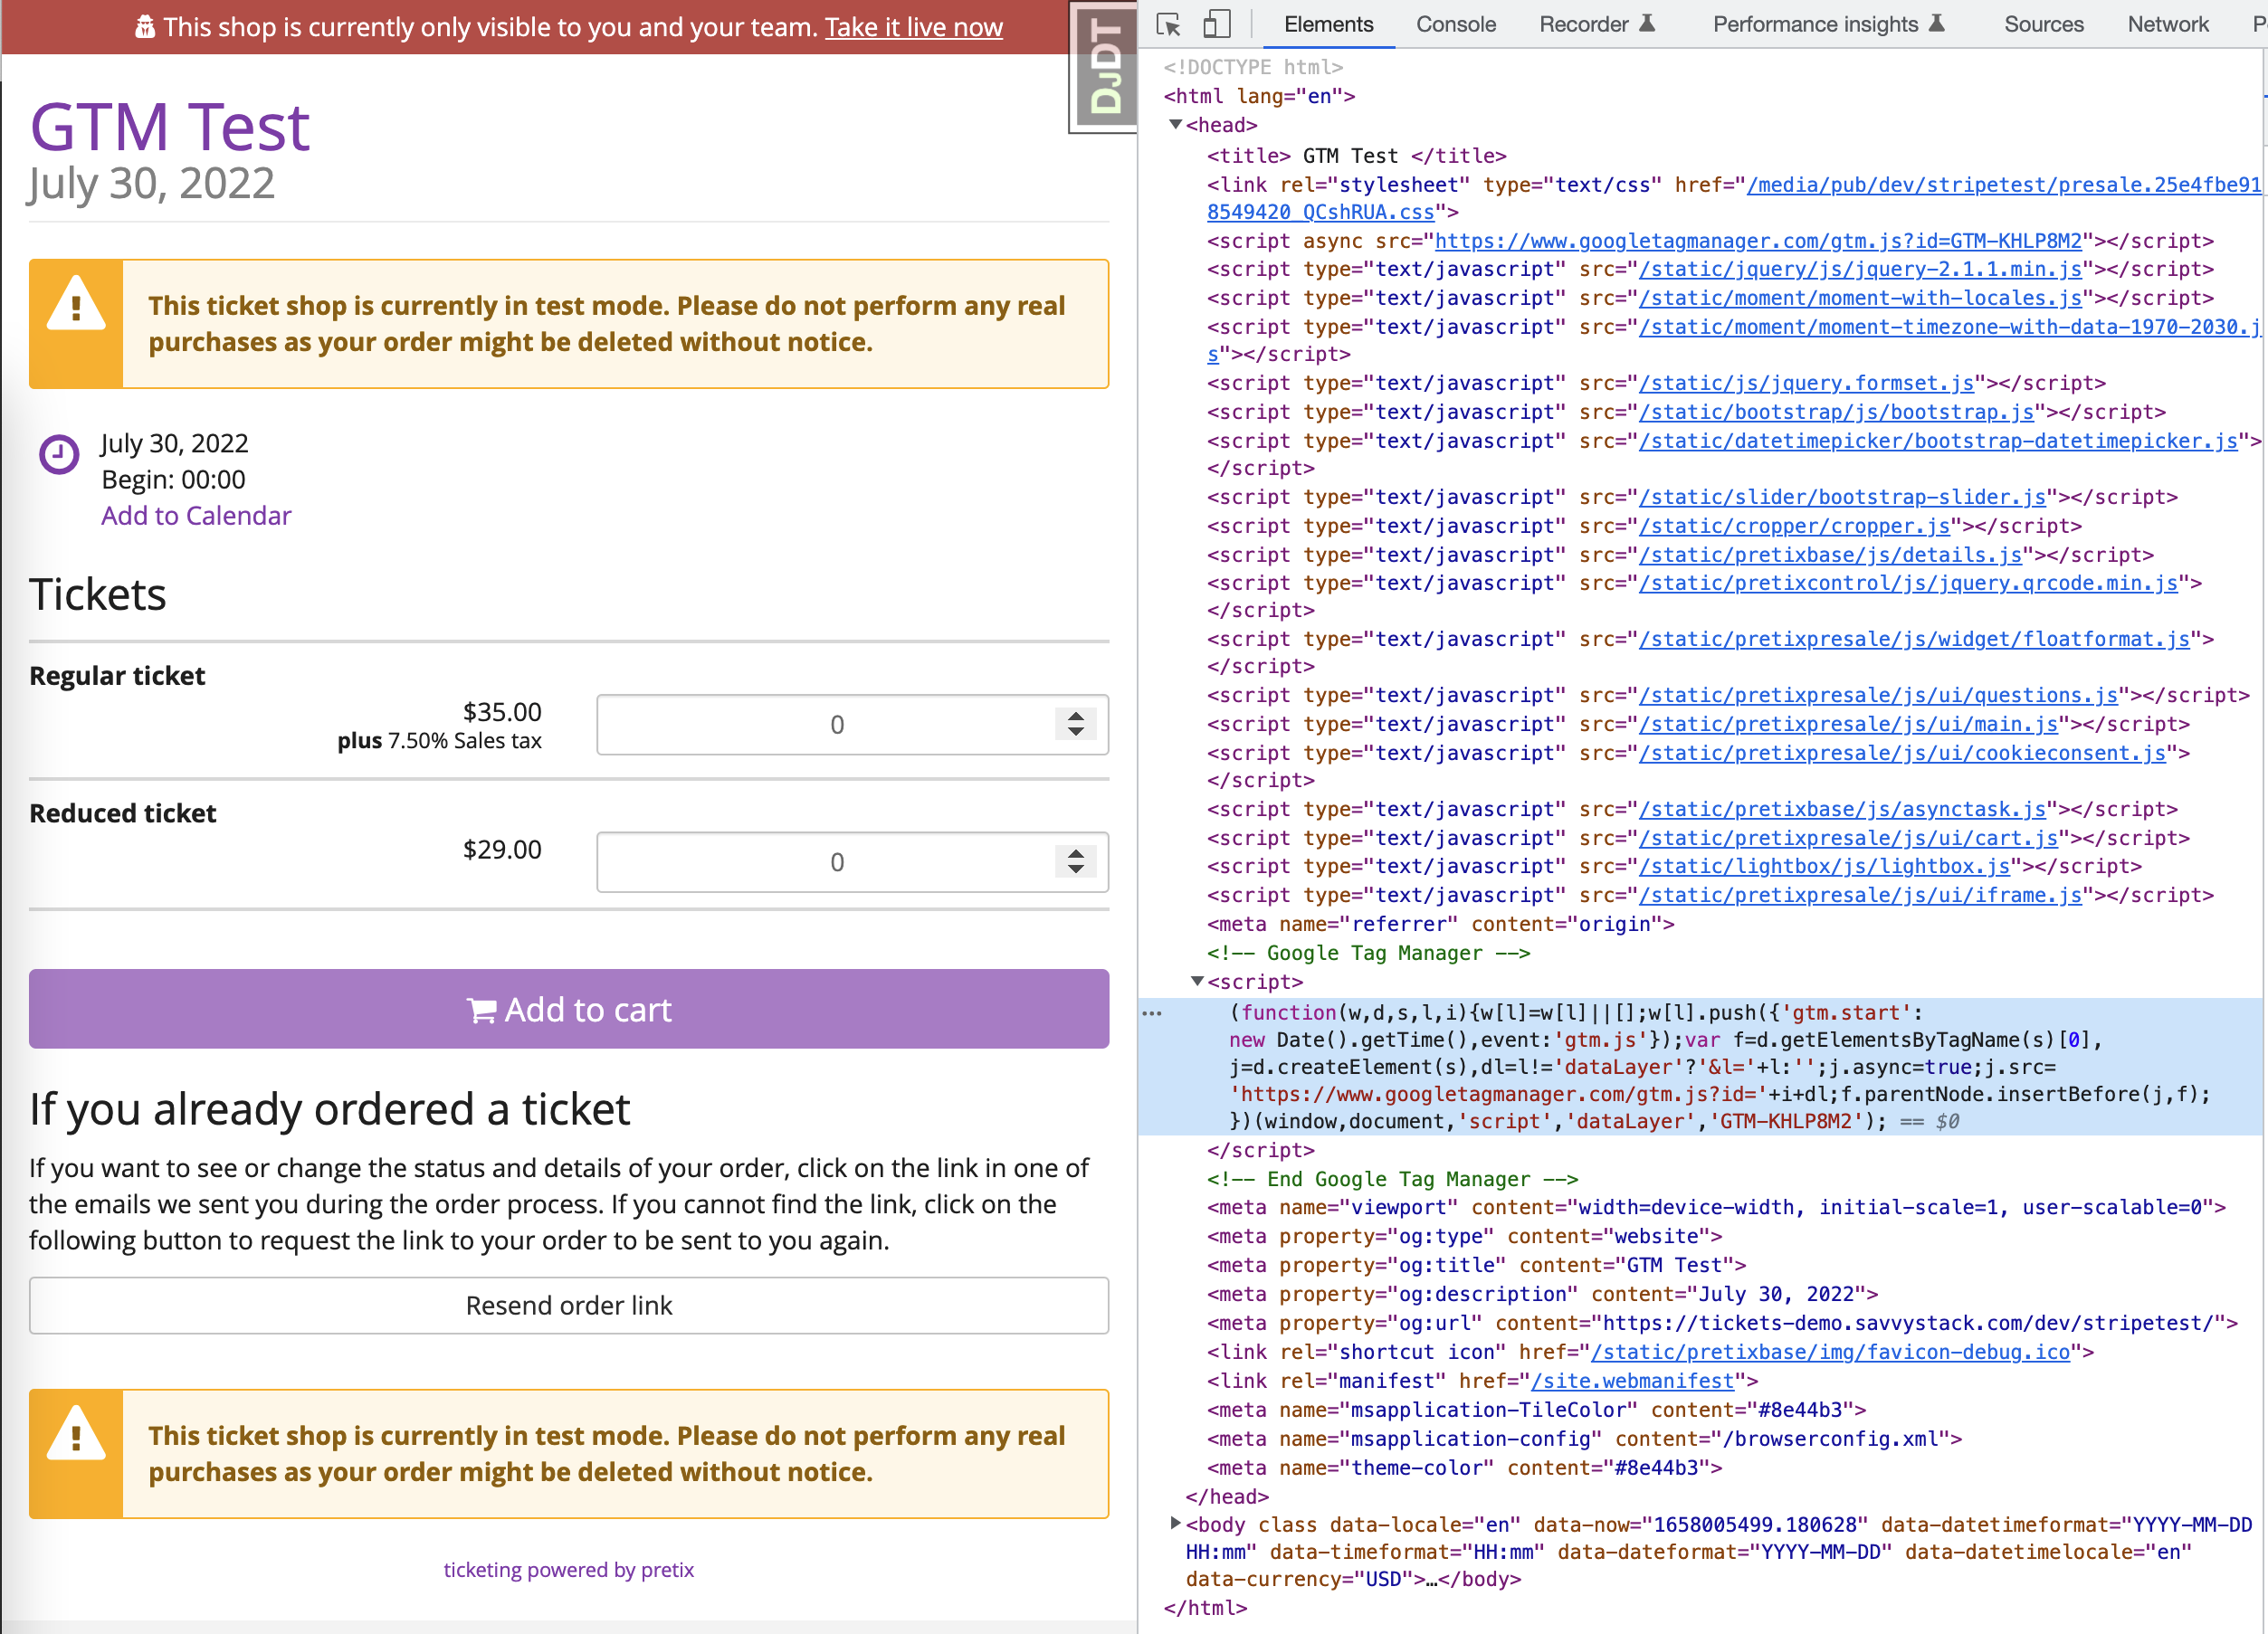 This shop is currently only visible to you and your team. Take it live now
DJDT
GTM Test
July 30, 2022
This ticket shop is currently in test mode. Please do not perform any real
purchases as your order might be deleted without notice.
July 30, 2022
Begin: 00:00
Add to Calendar
Tickets
Regular ticket
$35.00
plus 7.50% Sales tax
0
Reduced ticket
$29.00
0
Add to cart
If you already ordered a ticket
If you want to see or change the status and details of your order, click on the link in one of
the emails we sent you during the order process. If you cannot find the link, click on the
following button to request the link to your order to be sent to you again.
Resend order link
This ticket shop is currently in test mode. Please do not perform any real
purchases as your order might be deleted without notice.
ticketing powered by pretix
Elements Console Recorder Performance insights Sources Network P
<!DOCTYPE html>
<html lang="en">
<head>
<title> GTM Test </title>
<link rel="stylesheet" type="text/css" href="/media/pub/dev/stripetest/presale.25e4fbe91
8549420_QCshRUA.css">
<script async src="https://www.googletagmanager.com/gtm.js?id=GTM-KHLP8M2"></script>
<script type="text/javascript" src="/static/jquery/js/jquery-2.1.1.min.js"></script>
<script type="text/javascript" src="/static/moment/moment-with-locales.js"></script>
<script type="text/javascript" src="/static/moment/moment-timezone-with-data-1970-2030.j
s"></script>
<script type="text/javascript" src="/static/js/jquery.formset.js"></script>
<script type="text/javascript" src="/static/bootstrap/js/bootstrap.js"></script>
<script type="text/javascript" src="/static/datetimepicker/bootstrap-datetimepicker.js">
</script>
<script type="text/javascript" src="/static/slider/bootstrap-slider.js"></script>
<script type="text/javascript" src="/static/cropper/cropper.js"></script>
<script type="text/javascript" src="/static/pretixbase/js/details.js"></script>
<script type="text/javascript" src="/static/pretixcontrol/js/jquery.qrcode.min.js">
</script>
<script type="text/javascript" src="/static/pretixpresale/js/widget/floatformat.js">
</script>
<script type="text/javascript" src="/static/pretixpresale/js/ui/questions.js"></script>
<script type="text/javascript" src="/static/pretixpresale/js/ui/main.js"></script>
<script type="text/javascript" src="/static/pretixpresale/js/ui/cookieconsent.js">
</script>
<script type="text/javascript" src="/static/pretixbase/js/asynctask.js"></script>
<script type="text/javascript" src="/static/pretixpresale/js/ui/cart.js"></script>
<script type="text/javascript" src="/static/lightbox/js/lightbox.js"></script>
<script type="text/javascript" src="/static/pretixpresale/js/ui/iframe.js"></script>
<meta name="referrer" content="origin">
<!-- Google Tag Manager -->
<script>
(function(w,d,s,l,i){w[l]=w[l]||[];w[l].push({'gtm.start':
new Date().getTime(),event:'gtm.js'});var f=d.getElementsByTagName(s)[0],
j=d.createElement(s),dl=l!='dataLayer'?'&l='+l:'';j.async=true;j.src=
'https://www.googletagmanager.com/gtm.js?id='+i+dl;f.parentNode.insertBefore(j,f);
})(window,document,'script','dataLayer','GTM-KHLP8M2'); == $0
</script>
<!-- End Google Tag Manager -->
<meta name="viewport" content="width=device-width, initial-scale=1, user-scalable=0">
<meta property="og:type" content="website">
<meta property="og:title" content="GTM Test">
<meta property="og:description" content="July 30, 2022">
<meta property="og:url" content="https://tickets-demo.savvystack.com/dev/stripetest/">
<link rel="shortcut icon" href="/static/pretixbase/img/favicon-debug.ico">
<link rel="manifest" href="/site.webmanifest">
<meta name="msapplication-TileColor" content="#8e44b3">
<meta name="msapplication-config" content="/browserconfig.xml">
<meta name="theme-color" content="#8e44b3">
</head>
<body class data-locale="en" data-now="1658005499.180628" data-datetimeformat="YYYY-MM-DD
HH:mm" data-timeformat="HH:mm" data-dateformat="YYYY-MM-DD" data-datetimelocale="en"
data-currency="USD">…</body>
</html>